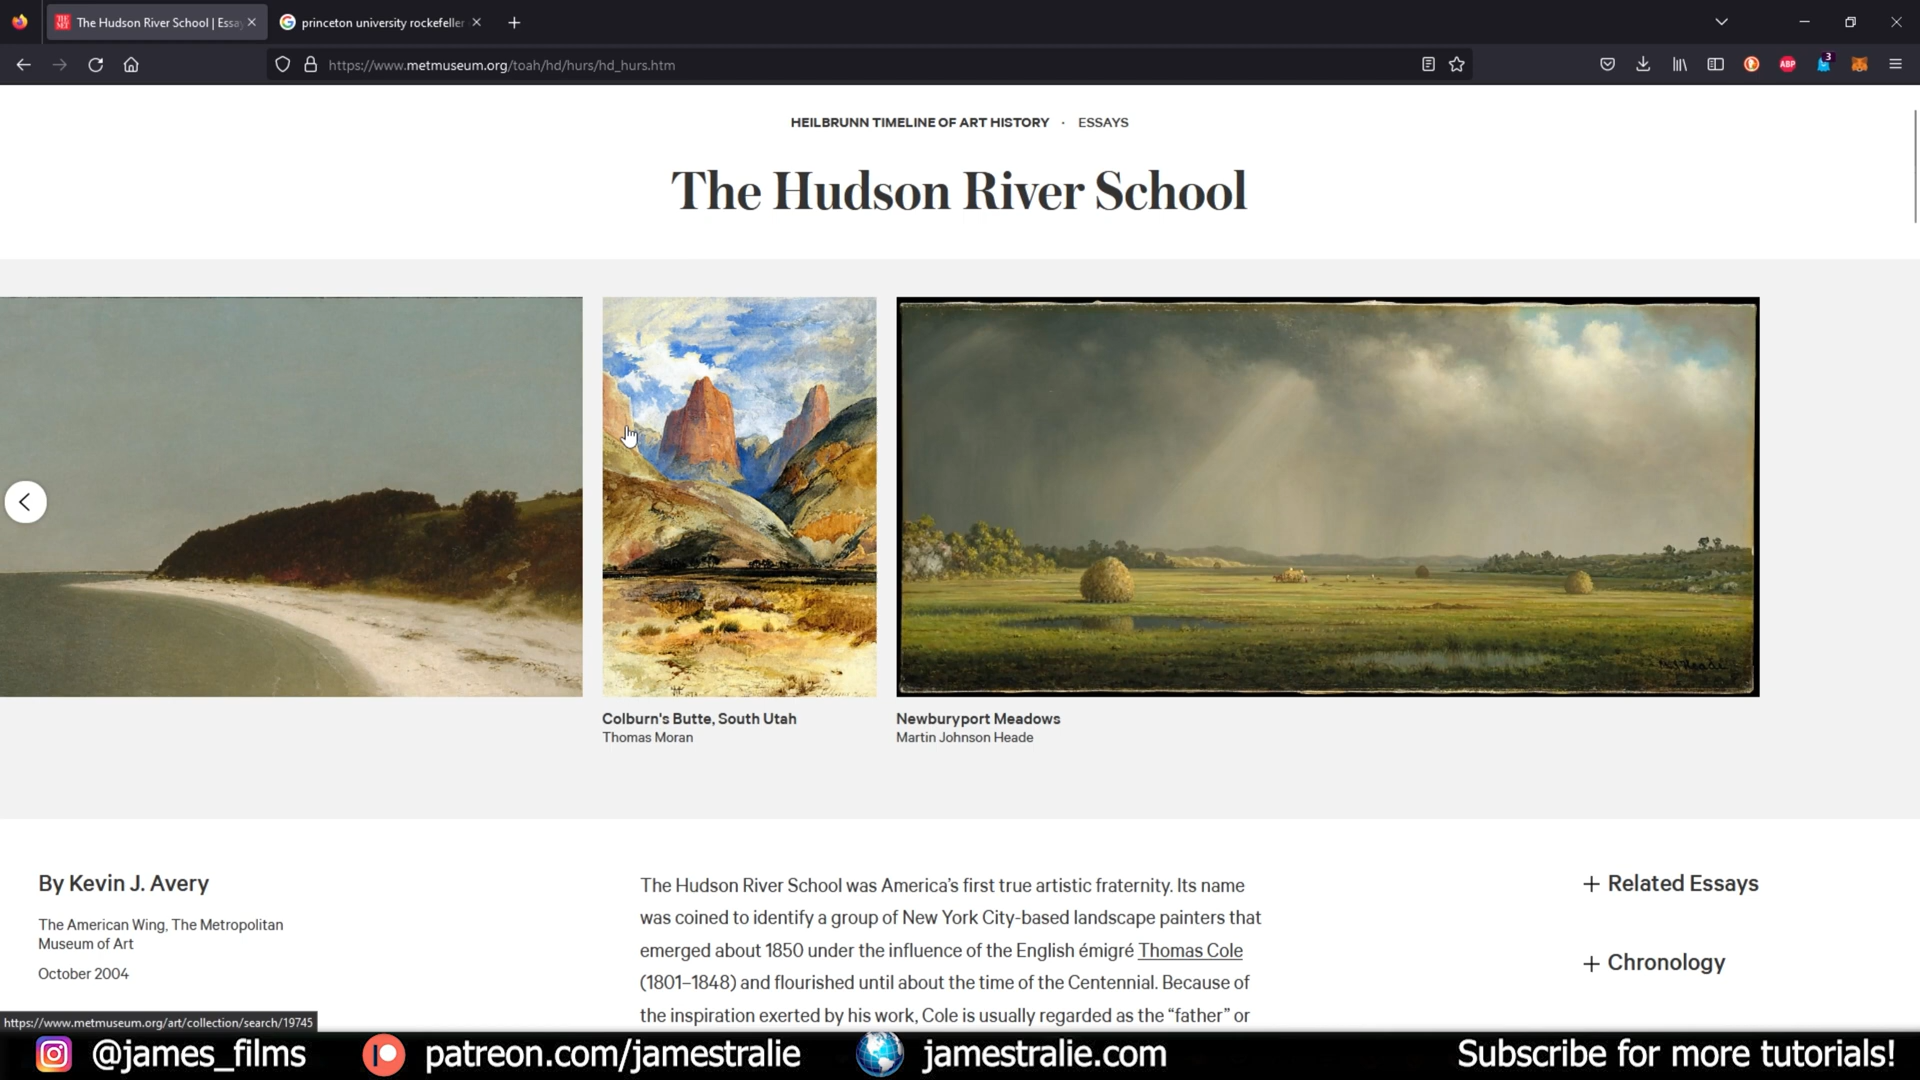 The Hudson River School | Essay
princeton university rockefeller
https://www.metmuseum.org/toah/hd/hurs/hd_hurs.htm
ABP
3
HEILBRUNN TIMELINE OF ART HISTORY · ESSAYS
The Hudson River School
Colburn's Butte, South Utah
Thomas Moran
Newburyport Meadows
Martin Johnson Heade
By Kevin J. Avery
The American Wing, The Metropolitan
Museum of Art
October 2004
The Hudson River School was America's first true artistic fraternity. Its name
was coined to identify a group of New York City-based landscape painters that
emerged about 1850 under the influence of the English émigré Thomas Cole
(1801–1848) and flourished until about the time of the Centennial. Because of
the inspiration exerted by his work, Cole is usually regarded as the “father” or
+ Related Essays
+ Chronology
https://www.metmuseum.org/art/collection/search/19745
@james_films
patreon.com/jamestralie
jamestralie.com
Subscribe for more tutorials!